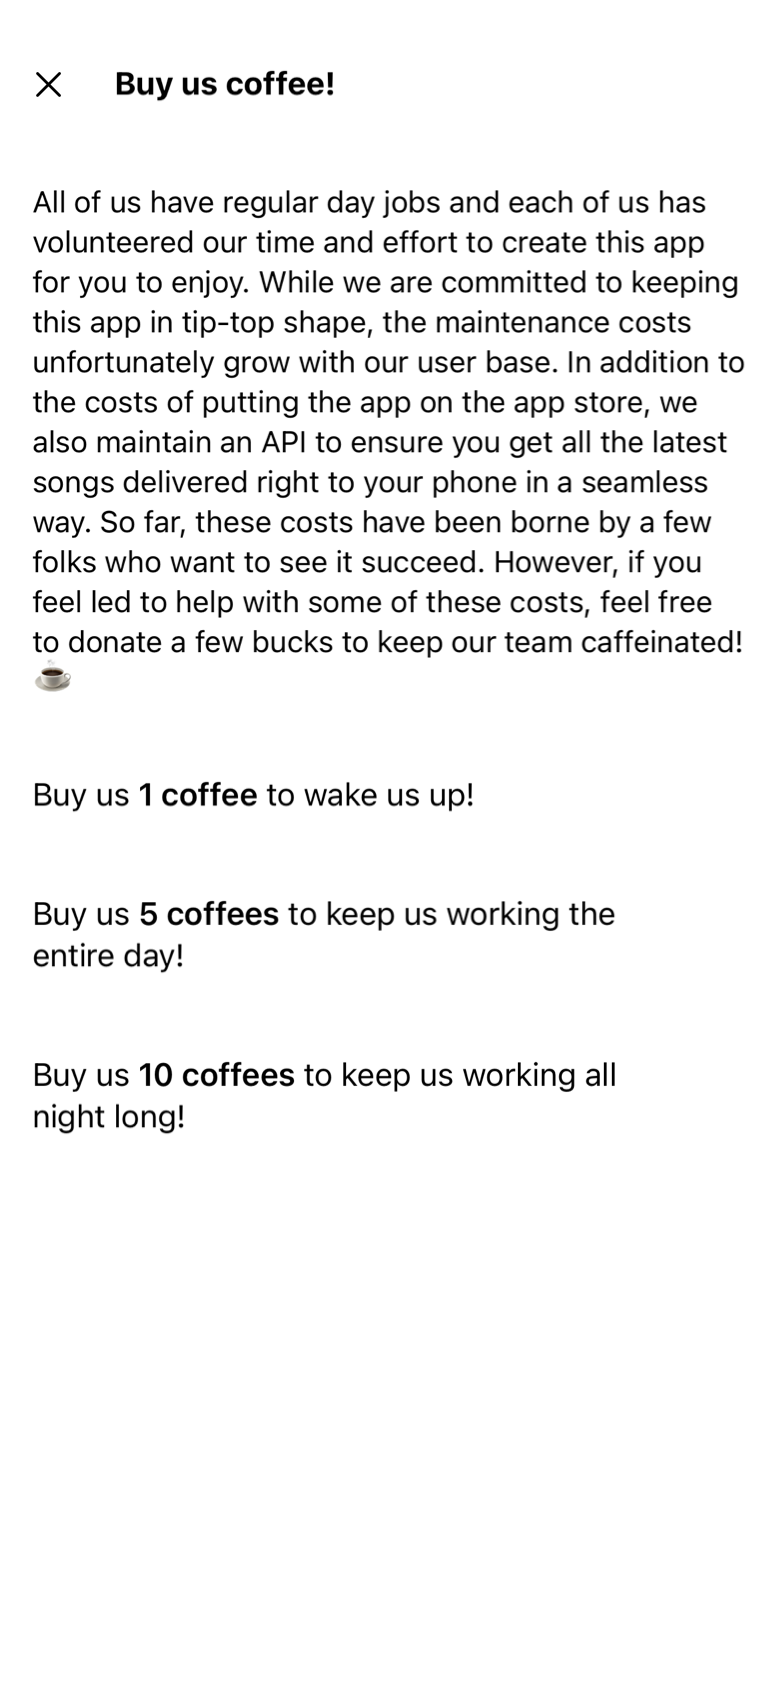 Buy us coffee!
All of us have regular day jobs and each of us has
volunteered our time and effort to create this app
for you to enjoy. While we are committed to keeping
this app in tip-top shape, the maintenance costs
unfortunately grow with our user base. In addition to
the costs of putting the app on the app store, we
also maintain an API to ensure you get all the latest
songs delivered right to your phone in a seamless
way. So far, these costs have been borne by a few
folks who want to see it succeed. However, if you
feel led to help with some of these costs, feel free
to donate a few bucks to keep our team caffeinated!
☕
Buy us 1 coffee to wake us up!
Buy us 5 coffees to keep us working the
entire day!
Buy us 10 coffees to keep us working all
night long!